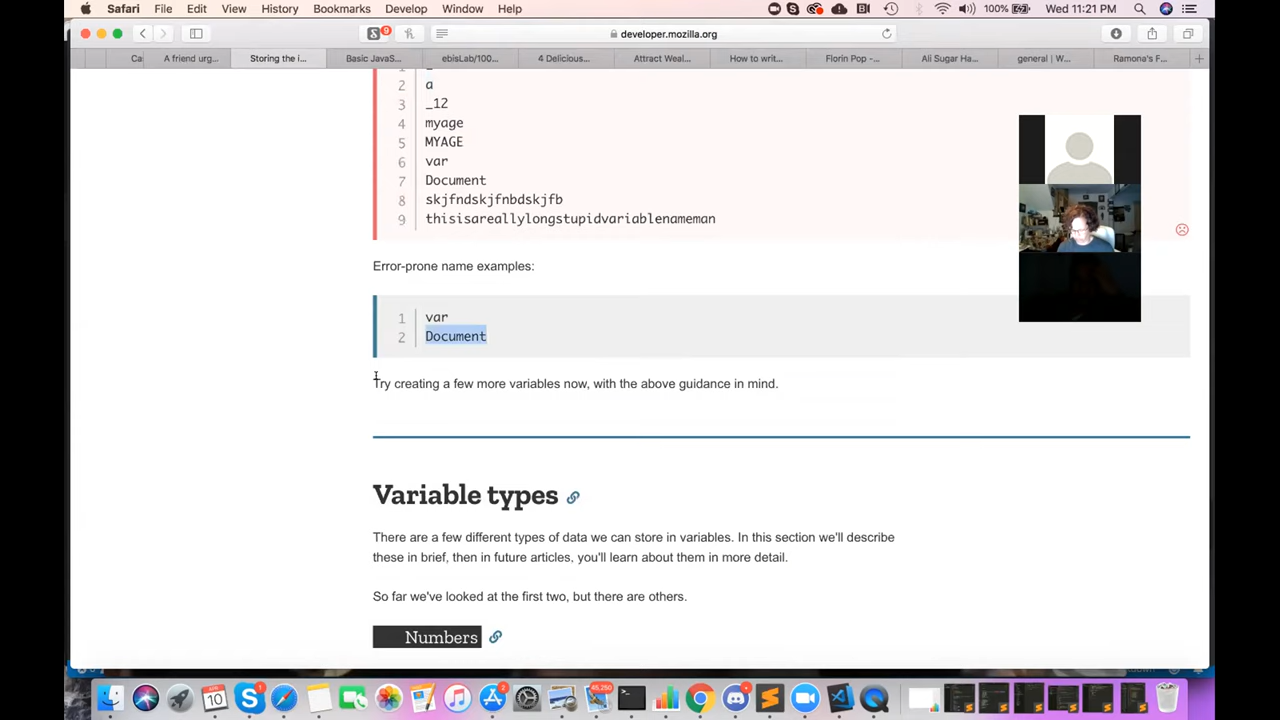 Safari File Edit View History Bookmarks Develop Window Help 100% Wed 11:21 PM
developer.mozilla.org
Ca A friend urg... Storing the i... Basic JavaS... ebisLab/100... 4 Delicious... Attract Weal... How to writ... Florin Pop -... Ali Sugar Ha... general | W... Ramona's F...
2 a
3 _12
4 myage
5 MYAGE
6 var
7 Document
8 skjfndskjfnbdskjfb
9 thisisareallylongstupidvariablenameman
Error-prone name examples:
1 var
2 Document
Try creating a few more variables now, with the above guidance in mind.
Variable types
There are a few different types of data we can store in variables. In this section we'll describe
these in brief, then in future articles, you'll learn about them in more detail.
So far we've looked at the first two, but there are others.
Numbers